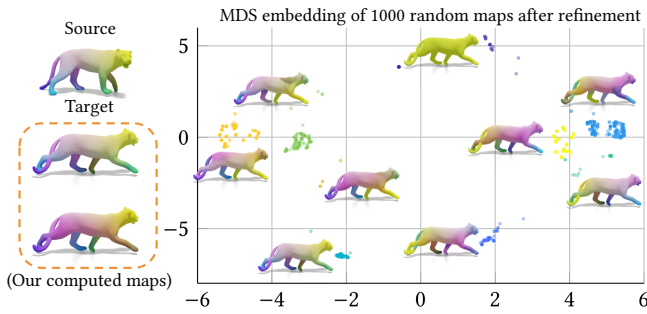 MDS embedding of 1000 random maps after refinement
Source
Target
(Our computed maps)
5
0
−5
−6 −4 −2 0 2 4 6